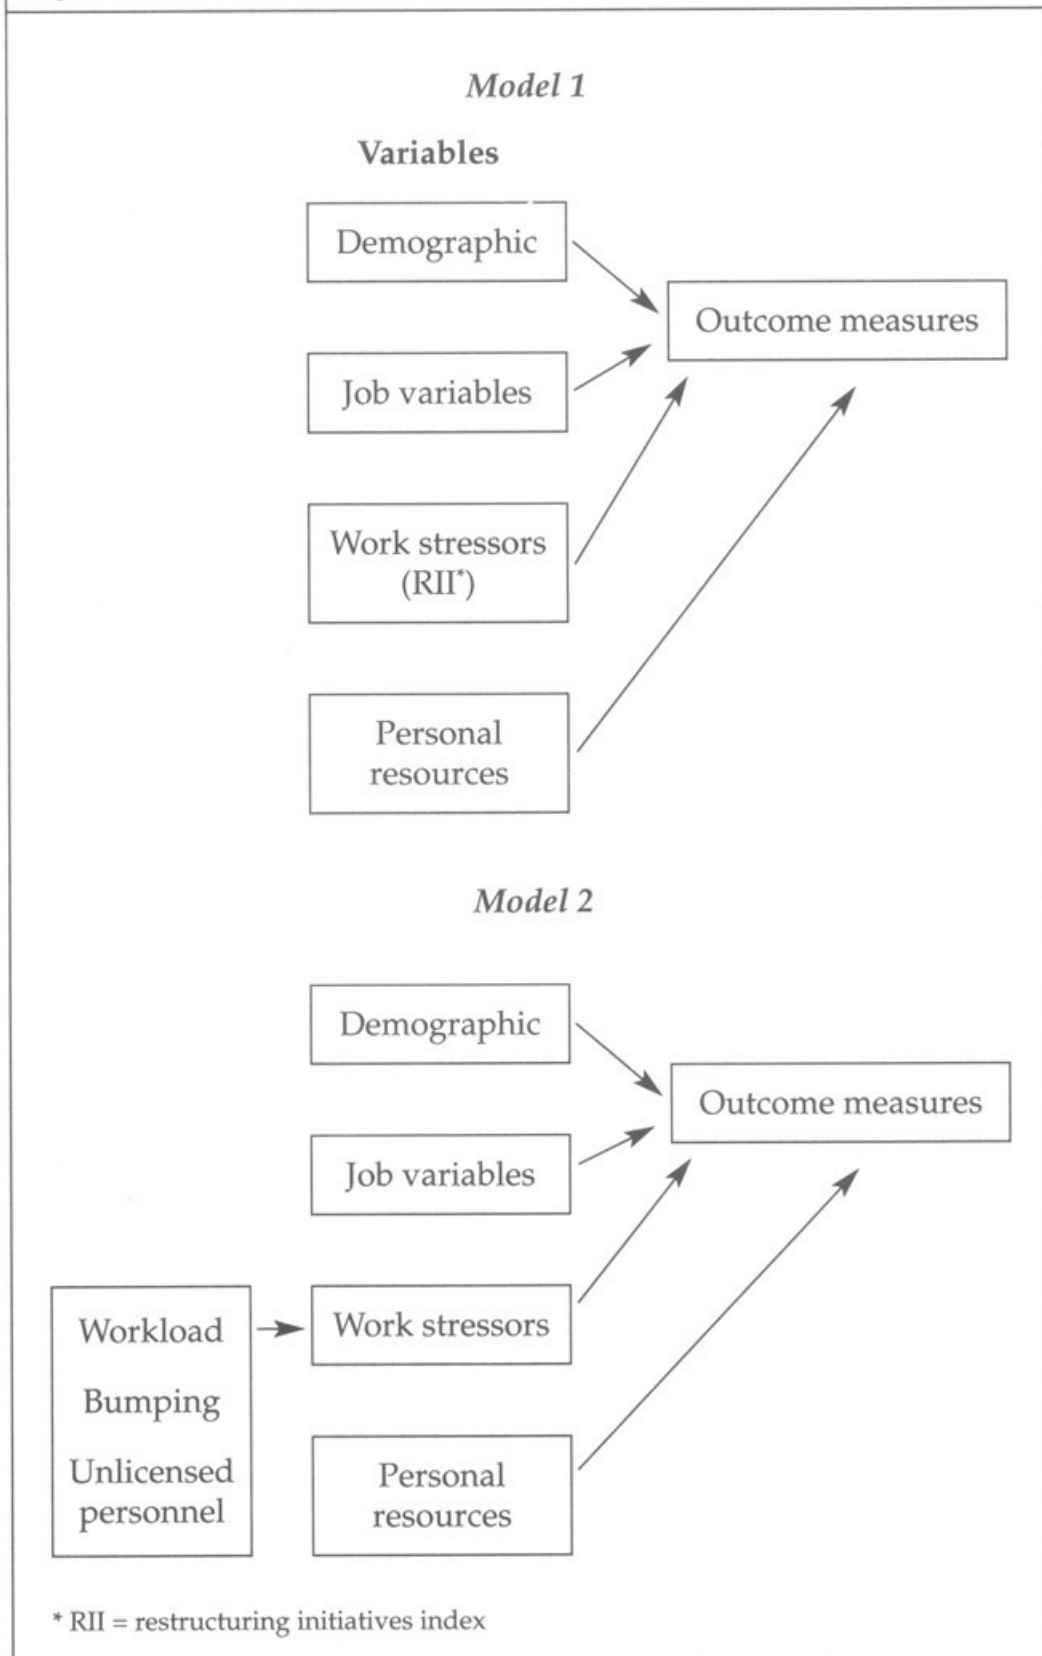 Model 1
Variables
Demographic
Outcome measures
Job variables
Work stressors
(RII*)
Personal
resources
Model 2
Demographic
Outcome measures
Job variables
Workload
Bumping
Unlicensed
personnel
Work stressors
Personal
resources
* RII = restructuring initiatives index